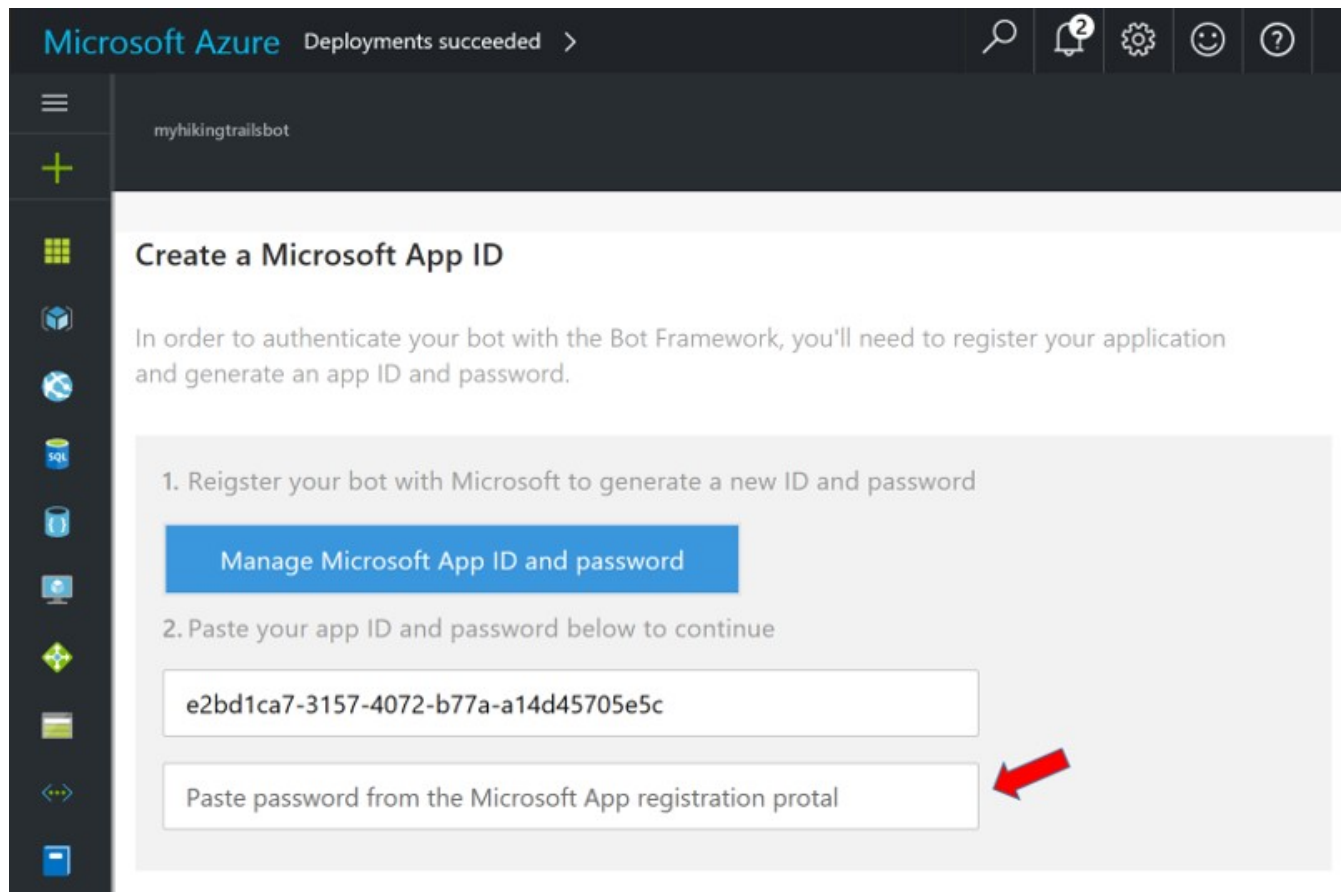 Microsoft Azure Deployments succeeded >
2
myhikingtrailsbot
Create a Microsoft App ID
In order to authenticate your bot with the Bot Framework, you'll need to register your application
and generate an app ID and password.
1. Reigster your bot with Microsoft to generate a new ID and password
Manage Microsoft App ID and password
SQL
2. Paste your app ID and password below to continue
e2bd1ca7-3157-4072-b77a-a14d45705e5c
Paste password from the Microsoft App registration protal